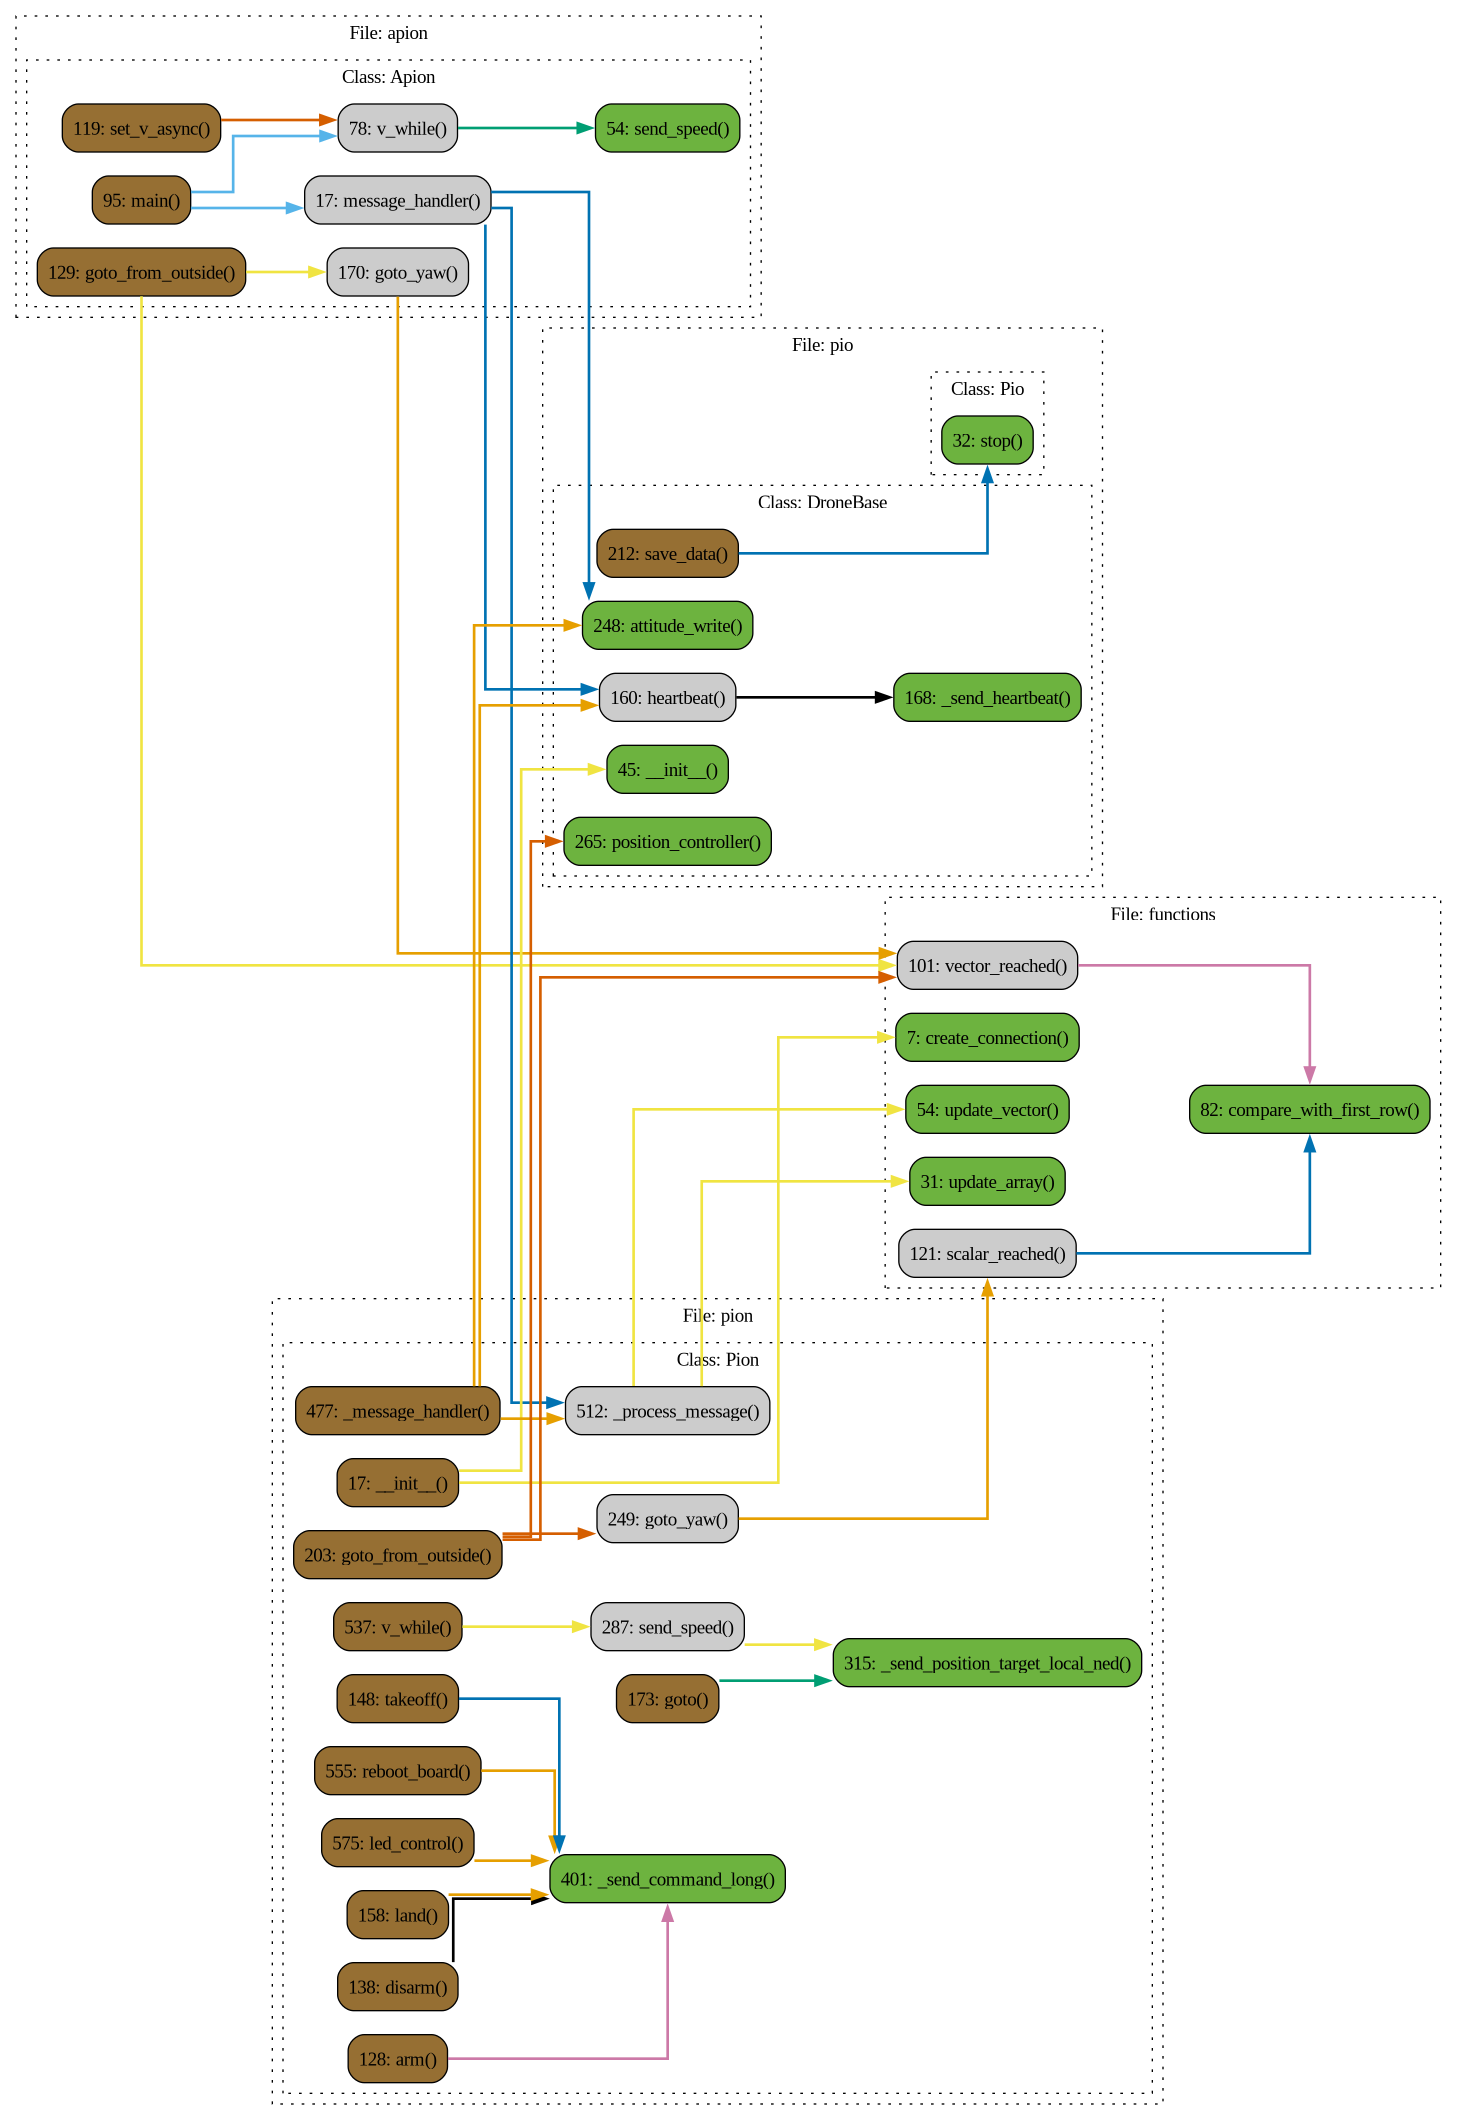 File: apion
Class: Apion
119: set_v_async()
78: v_while()
54: send_speed()
95: main()
17: message_handler()
129: goto_from_outside()
170: goto_yaw()
File: pio
Class: Pio
32: stop()
Class: DroneBase
212: save_data()
248: attitude_write()
160: heartbeat()
168: _send_heartbeat()
45: __init__()
265: position_controller()
File: functions
101: vector_reached()
7: create_connection()
54: update_vector()
82: compare_with_first_row()
31: update_array()
121: scalar_reached()
File: pion
Class: Pion
477: _message_handler()
512: _process_message()
17: __init__()
249: goto_yaw()
203: goto_from_outside()
537: v_while()
287: send_speed()
315: _send_position_target_local_ned()
148: takeoff()
173: goto()
555: reboot_board()
575: led_control()
401: _send_command_long()
158: land()
138: disarm()
128: arm()